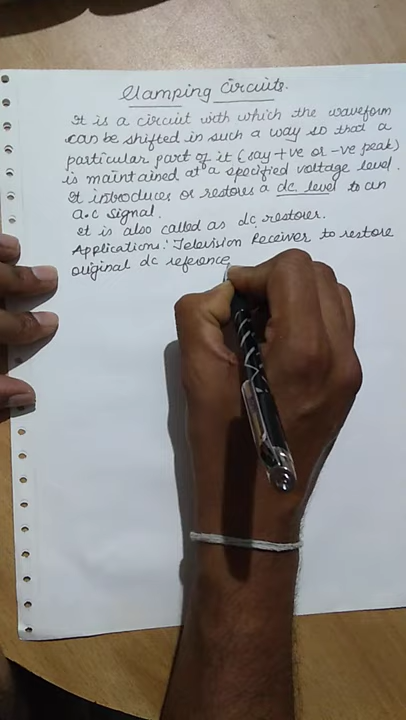 Clamping Circuits.
It is a circuit with which the waveform
can be shifted in such a way so that a
particular part of it (say +ve or -ve peak)
is maintained at a specified voltage level.
It introduces or restores a dc level to an
a.c signal.
It is also called as dc restorer.
Applications: Television Receiver to restore
original dc reference